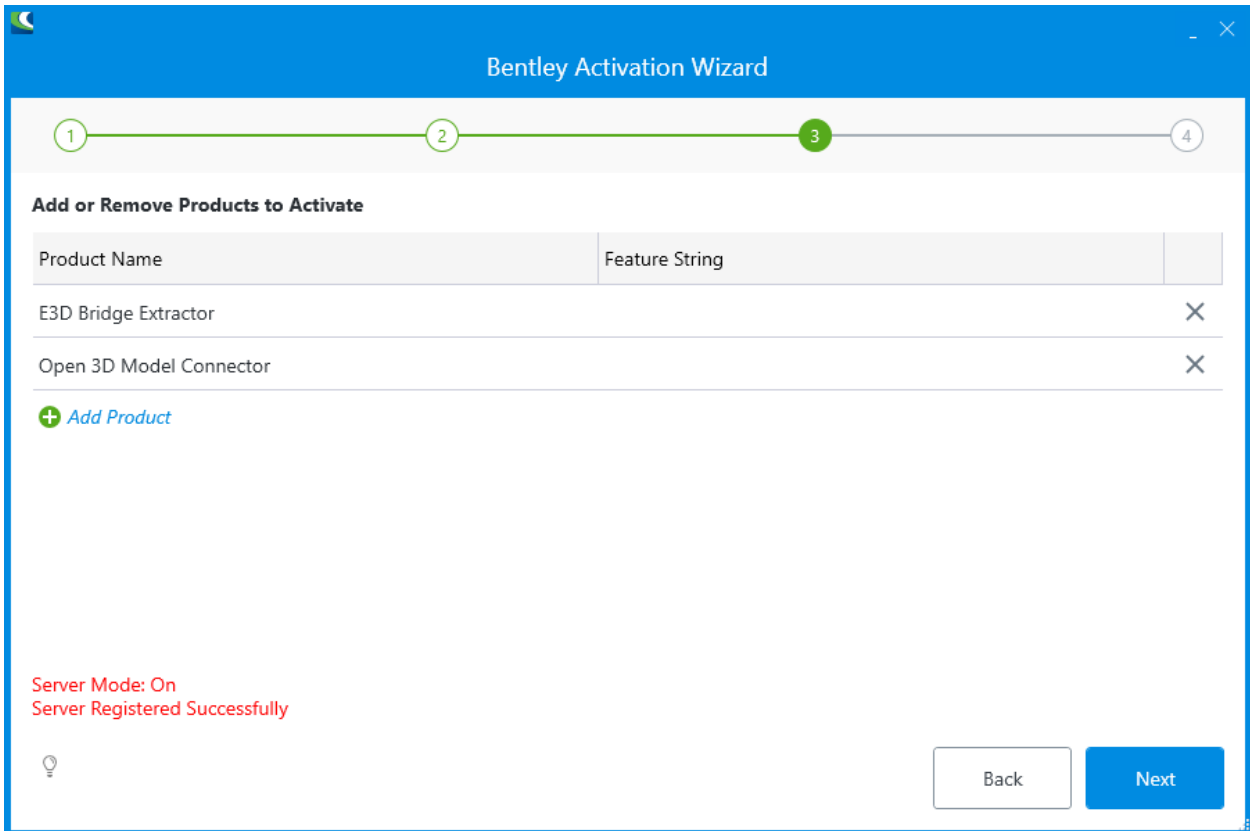 Bentley Activation Wizard
1 2 3 4
Add or Remove Products to Activate
Product Name Feature String
E3D Bridge Extractor
Open 3D Model Connector
Add Product
Server Mode: On
Server Registered Successfully
Back Next